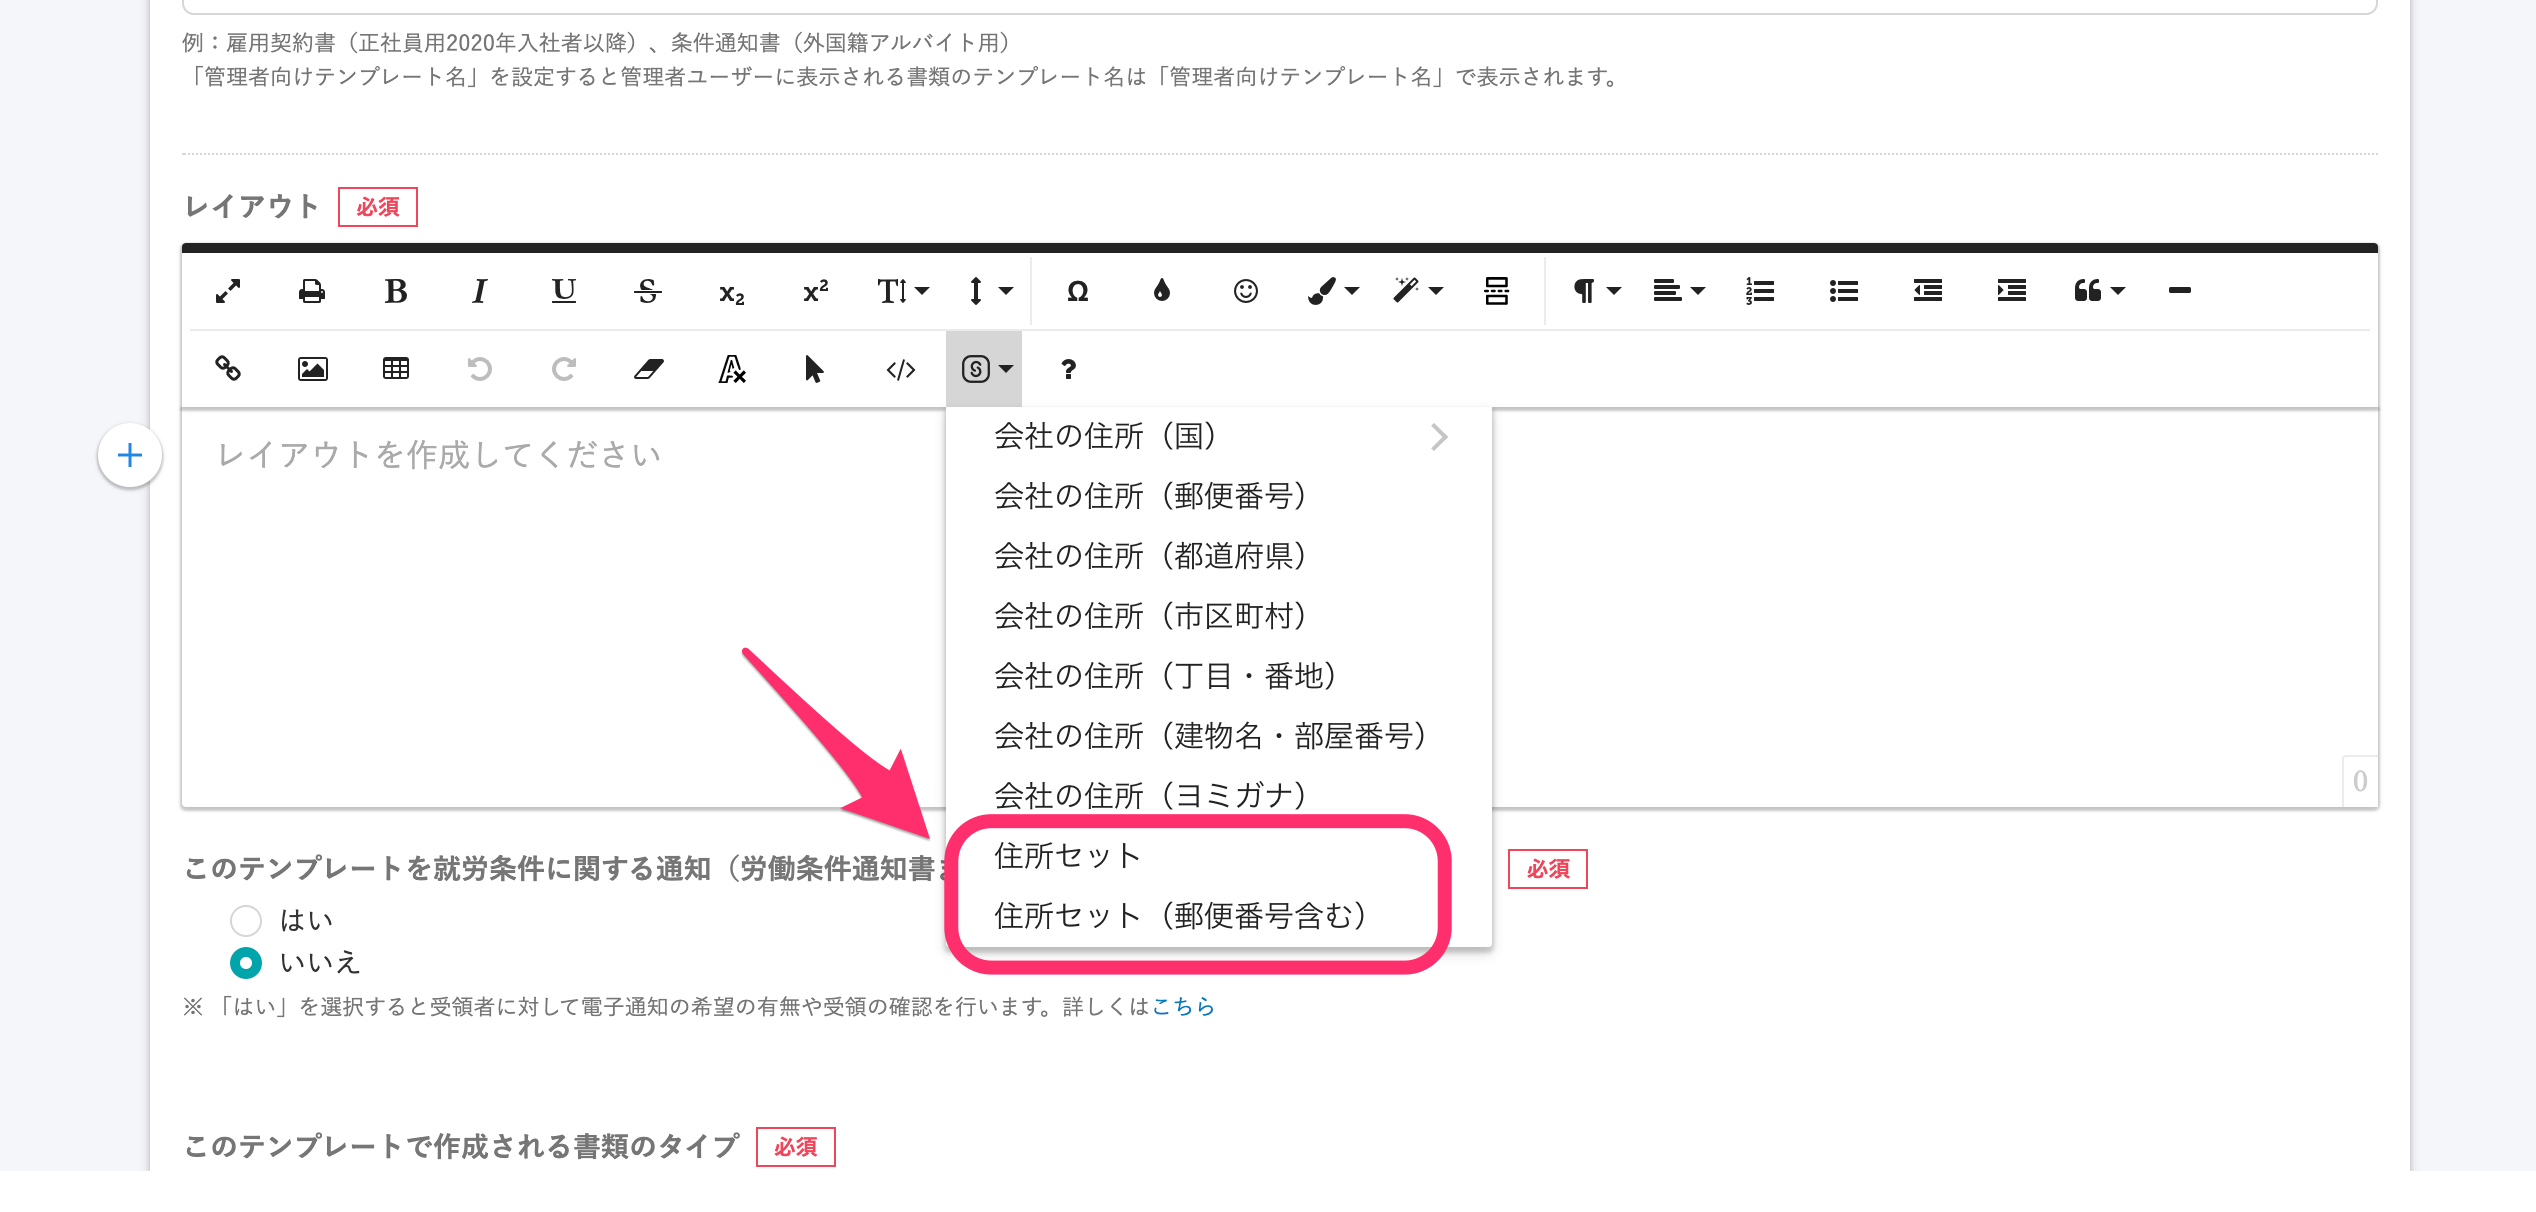 例：雇用契約書（正社員用2020年入社者以降）、条件通知書（外国籍アルバイト用）
「管理者向けテンプレート名」を設定すると管理者ユーザーに表示される書類のテンプレート名は「管理者向けテンプレート名」で表示されます。
レイアウト 必須
レイアウトを作成してください
会社の住所（国）
会社の住所（郵便番号）
会社の住所（都道府県）
会社の住所（市区町村）
会社の住所（丁目・番地）
会社の住所（建物名・部屋番号）
会社の住所（ヨミガナ）
住所セット
住所セット（郵便番号含む）
0
このテンプレートを就労条件に関する通知（労働条件通知書 必須
はい
いいえ
※ 「はい」を選択すると受領者に対して電子通知の希望の有無や受領の確認を行います。詳しくはこちら
このテンプレートで作成される書類のタイプ 必須